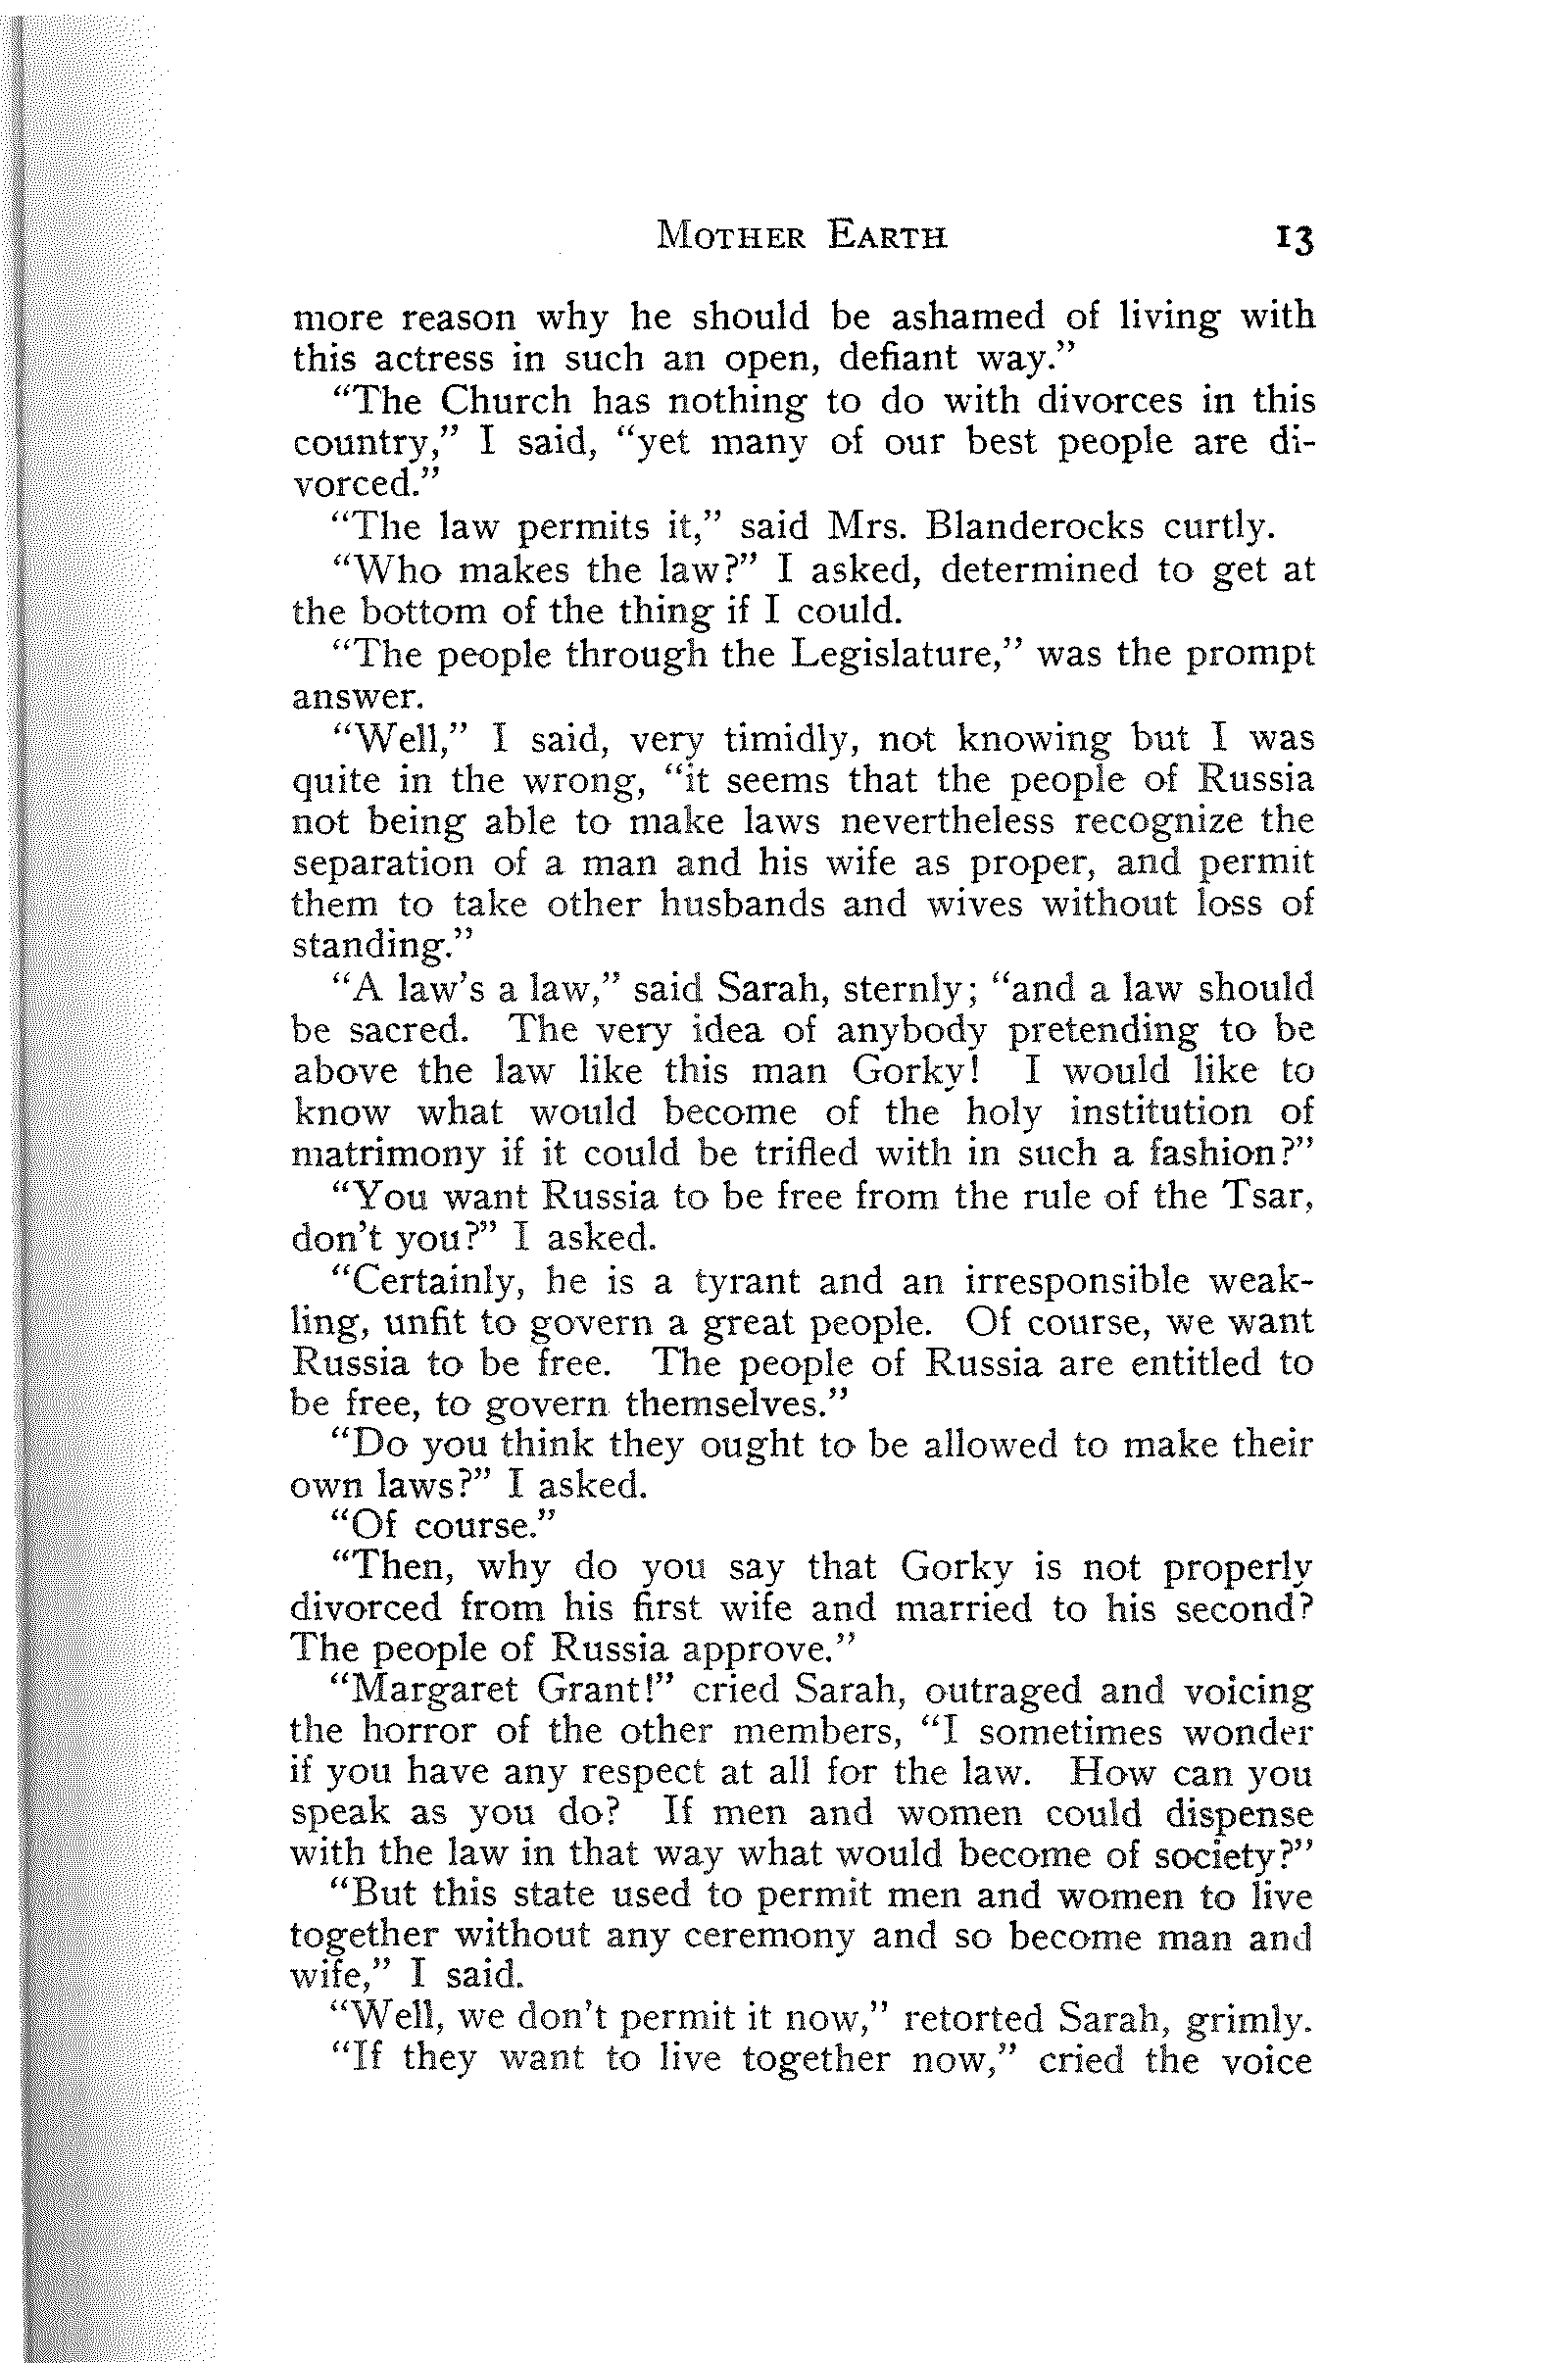 MOTHER EARTH 13
more reason why he should be ashamed of living with
this actress in such an open, defiant way.”
“The Church has nothing to do with divorces in this
country,” I said, “yet many of our best people are di-
vorced.”
“The law permits it,” said Mrs. Blanderocks curtly.
“Who makes the law?” I asked, determined to get at
the bottom of the thing if I could.
“The people through the Legislature,” was the prompt
answer.
“Well,” I said, very timidly, not knowing but I was
quite in the wrong, “it seems that the people of Russia
not being able to make laws nevertheless recognize the
separation of a man and his wife as proper, and permit
them to take other husbands and wives without loss of
standing.”
“A law’s a law,” said Sarah, sternly; “and a law should
be sacred. The very idea of anybody pretending to be
above the law like this man Gorky! I would like to
know what would become of the holy institution of
matrimony if it could be trifled with in such a fashion?”
“You want Russia to be free from the rule of the Tsar,
don’t you?” I asked.
“Certainly, he is a tyrant and an irresponsible weak-
ling, unfit to govern a great people. Of course, we want
Russia to be free. The people of Russia are entitled to
be free, to govern themselves.”
“Do you think they ought to be allowed to make their
own laws?” I asked.
“Of course.”
“Then, why do you say that Gorky is not properly
divorced from his first wife and married to his second?
The people of Russia approve.”
“Margaret Grant!” cried Sarah, outraged and voicing
the horror of the other members, “I sometimes wonder
if you have any respect at all for the law. How can you
speak as you do? If men and women could dispense
with the law in that way what would become of society?”
“But this state used to permit men and women to live
together without any ceremony and so become man and
wife,” I said.
“Well, we don’t permit it now,” retorted Sarah, grimly.
“If they want to live together now,” cried the voice